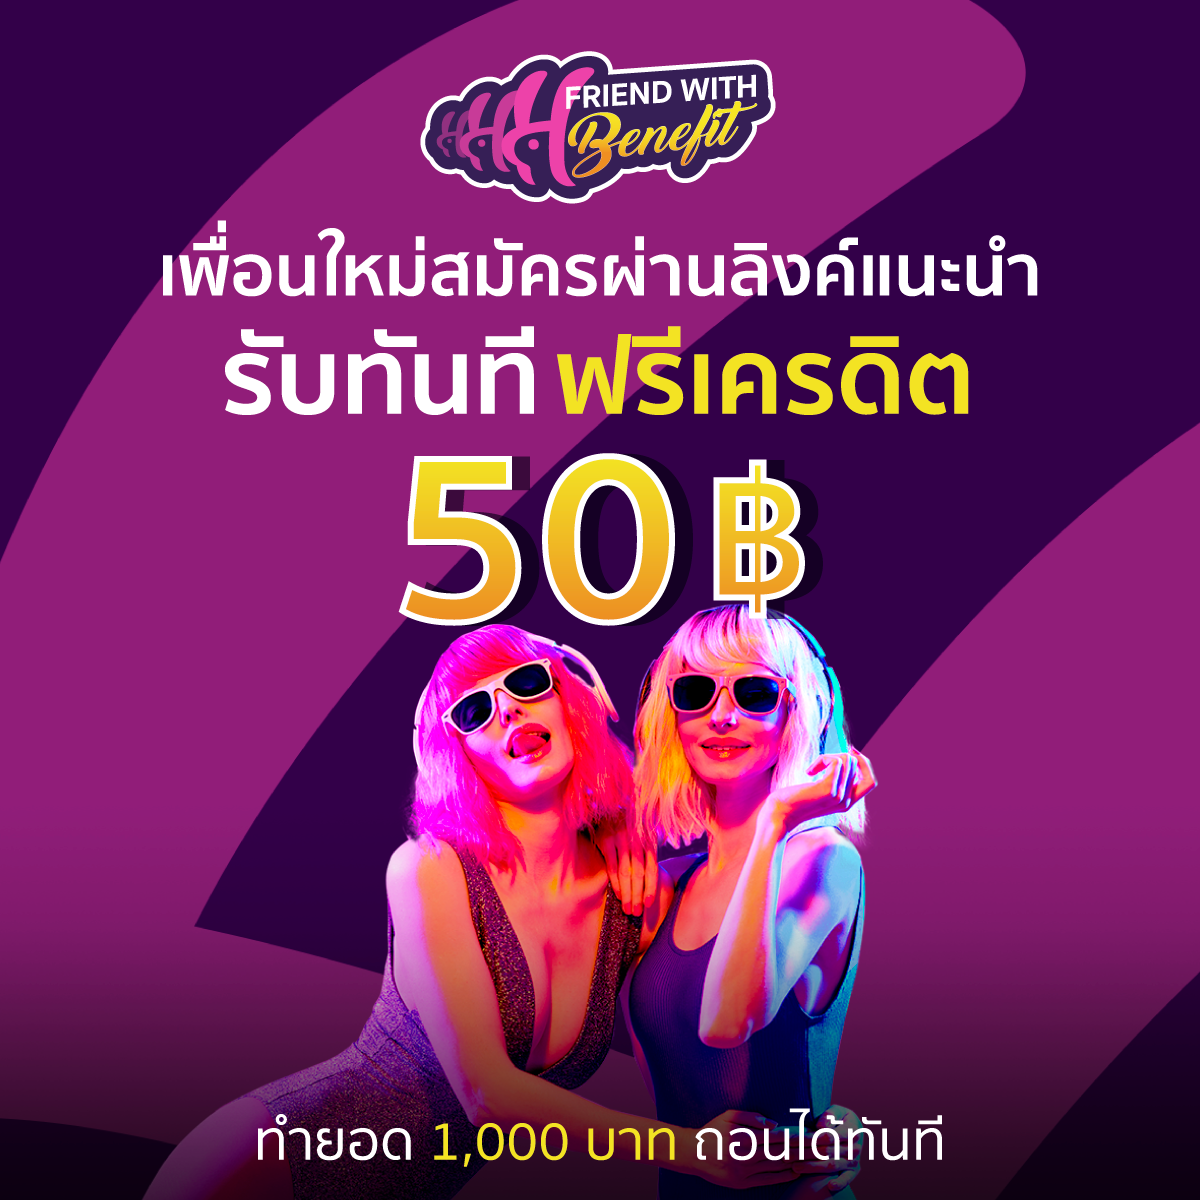 FRIEND WITH
Benefit
เพื่อนใหม่สมัครผ่านลิงค์แนะนำ
รับทันที ฟรีเครดิต
50 ฿
ทำยอด 1,000 บาท ถอนได้ทันที